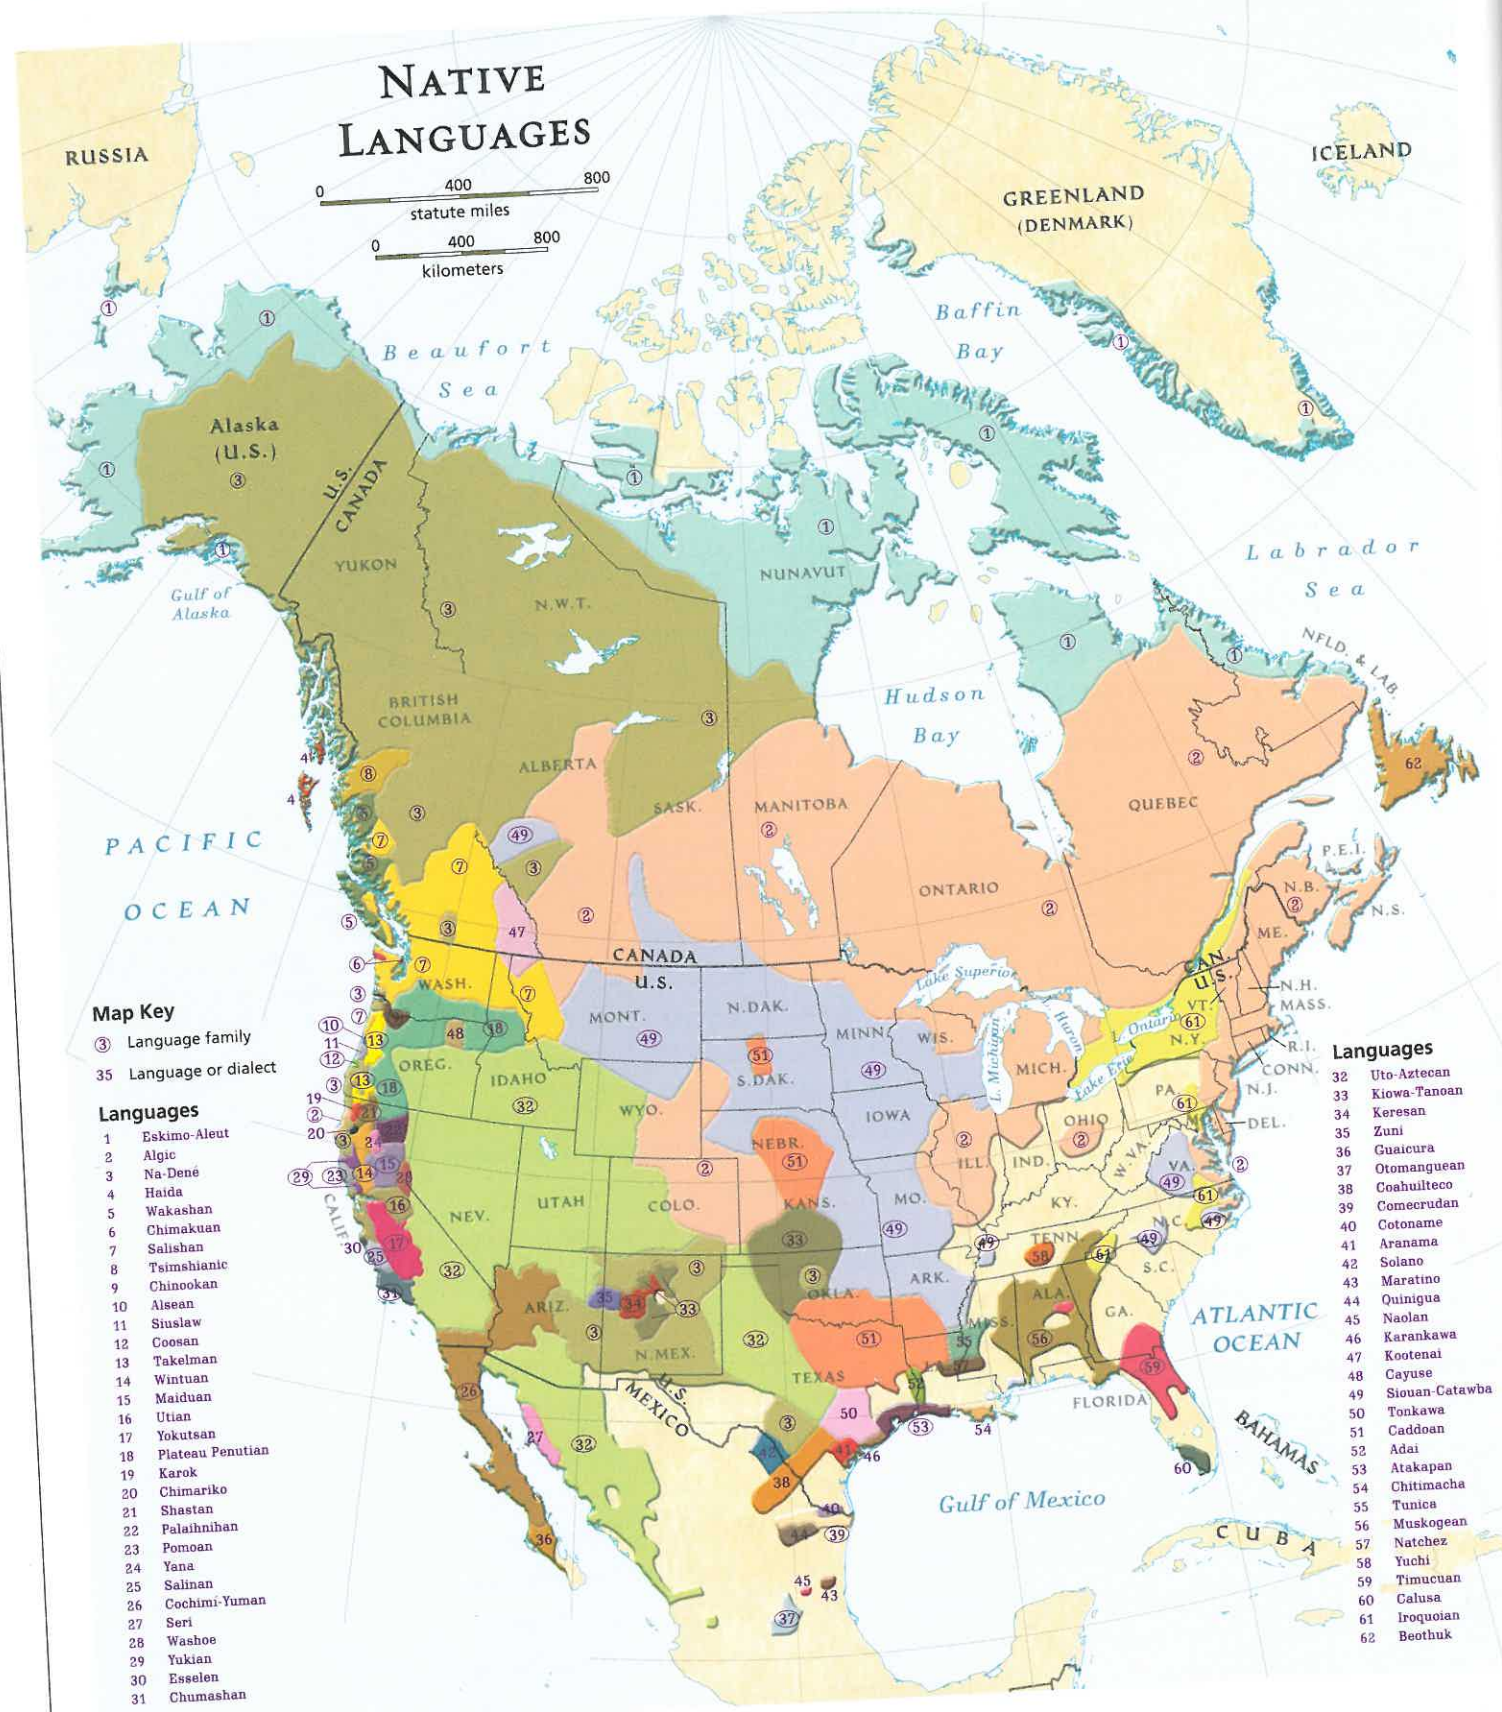 NATIVE
LANGUAGES
0 400 800
statute miles
0 400 800
kilometers
RUSSIA
ICELAND
GREENLAND
(DENMARK)
Baffin
Bay
Beaufort
Sea
Alaska
(U.S.)
U.S.
CANADA
YUKON
N.W.T.
NUNAVUT
Labrador
Sea
Gulf of
Alaska
NFLD. & LAB.
BRITISH
COLUMBIA
Hudson
Bay
ALBERTA
SASK.
MANITOBA
ONTARIO
QUEBEC
P.E.I.
N.B.
N.S.
ME.
PACIFIC
OCEAN
CANADA
U.S.
CAN.
U.S.
Lake Superior
L. Michigan
L. Huron
L. Ontario
Lake Erie
WASH.
MONT.
N.DAK.
MINN.
WIS.
MICH.
VT.
N.H.
MASS.
R.I.
CONN.
N.Y.
N.J.
PA.
DEL.
OREG.
IDAHO
WYO.
S.DAK.
IOWA
NEBR.
ILL.
IND.
OHIO
W.VA.
VA.
CALIF.
NEV.
UTAH
COLO.
KANS.
MO.
KY.
TENN.
N.C.
S.C.
ARIZ.
N.MEX.
OKLA.
ARK.
MISS.
ALA.
GA.
TEXAS
LA.
FLORIDA
U.S.
MEXICO
ATLANTIC
OCEAN
BAHAMAS
Gulf of Mexico
CUBA
Map Key
3 Language family
35 Language or dialect
Languages
1 Eskimo-Aleut
2 Algic
3 Na-Dené
4 Haida
5 Wakashan
6 Chimakuan
7 Salishan
8 Tsimshianic
9 Chinookan
10 Alsean
11 Siuslaw
12 Coosan
13 Takelman
14 Wintuan
15 Maiduan
16 Utian
17 Yokutsan
18 Plateau Penutian
19 Karok
20 Chimariko
21 Shastan
22 Palaihnihan
23 Pomoan
24 Yana
25 Salinan
26 Cochimí-Yuman
27 Seri
28 Washoe
29 Yukian
30 Esselen
31 Chumashan
Languages
32 Uto-Aztecan
33 Kiowa-Tanoan
34 Keresan
35 Zuni
36 Guaicura
37 Otomanguean
38 Coahuilteco
39 Comecrudan
40 Cotoname
41 Aranama
42 Solano
43 Maratino
44 Quinigua
45 Naolan
46 Karankawa
47 Kootenai
48 Cayuse
49 Siouan-Catawba
50 Tonkawa
51 Caddoan
52 Adai
53 Atakapan
54 Chitimacha
55 Tunica
56 Muskogean
57 Natchez
58 Yuchi
59 Timucuan
60 Calusa
61 Iroquoian
62 Beothuk